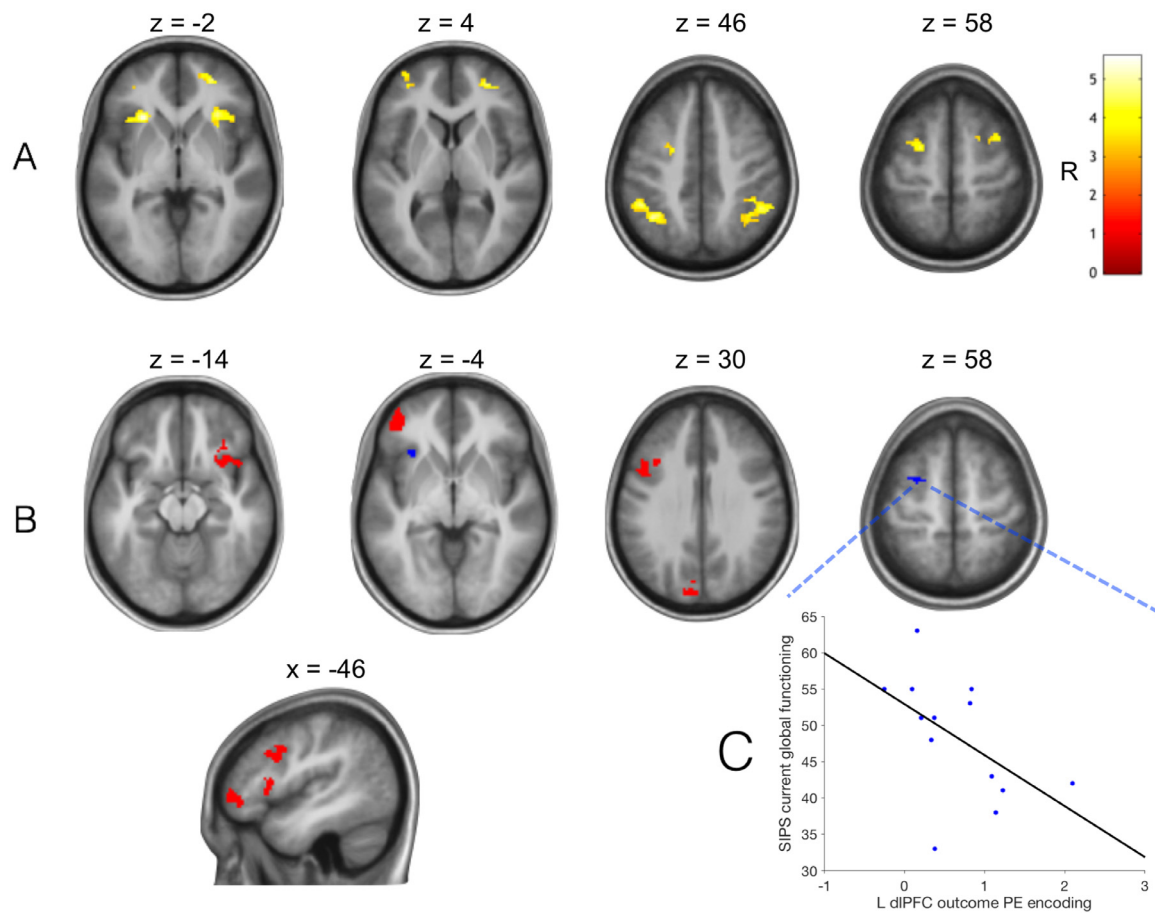 z = -2
z = 4
z = 46
z = 58
A
R
5
4
3
2
1
0
z = -14
z = -4
z = 30
z = 58
B
x = -46
C
SIPS current global functioning
65
60
55
50
45
40
35
30
-1
0
1
2
3
L dlPFC outcome PE encoding